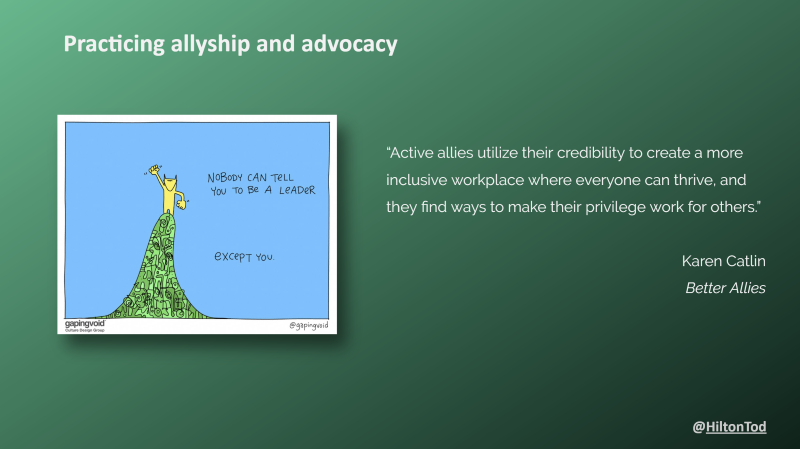 Practicing allyship and advocacy
NOBODY CAN TELL
YOU TO BE A LEADER
EXCEPT YOU.
gapingvoid
Culture Design Group
@gapingvoid
“Active allies utilize their credibility to create a more
inclusive workplace where everyone can thrive, and
they find ways to make their privilege work for others.”
Karen Catlin
Better Allies
@HiltonTod